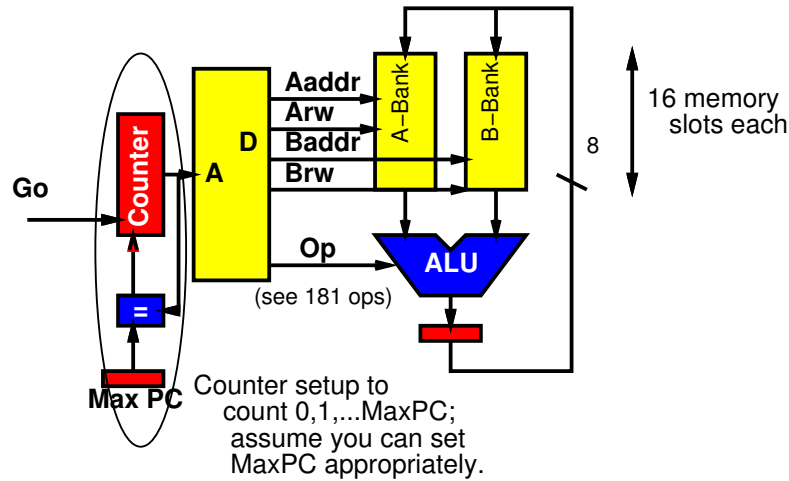 Aaddr
Arw
Baddr
Brw
D
A
A-Bank
B-Bank
16 memory
slots each
8
Go
Counter
Op
(see 181 ops)
ALU
=
Max PC
Counter setup to
count 0,1,...MaxPC;
assume you can set
MaxPC appropriately.